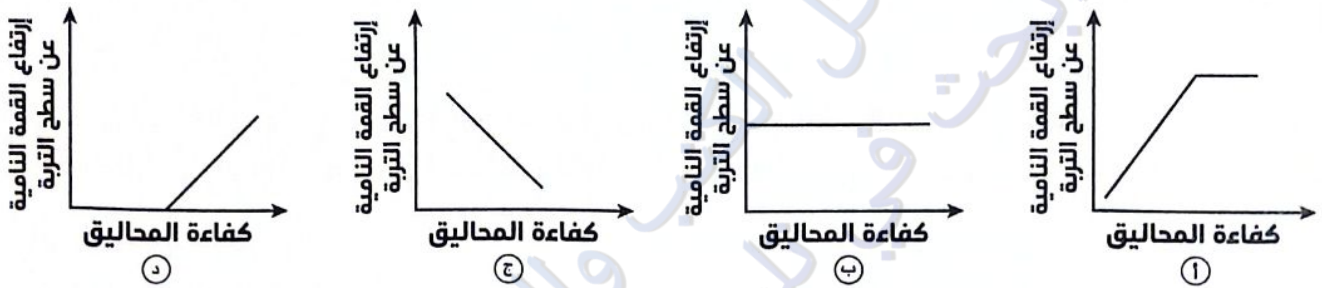 إرتفاع القمة النامية
عن سطح التربة
كفاءة المحاليق
أ
إرتفاع القمة النامية
عن سطح التربة
كفاءة المحاليق
ب
إرتفاع القمة النامية
عن سطح التربة
كفاءة المحاليق
ج
إرتفاع القمة النامية
عن سطح التربة
كفاءة المحاليق
د